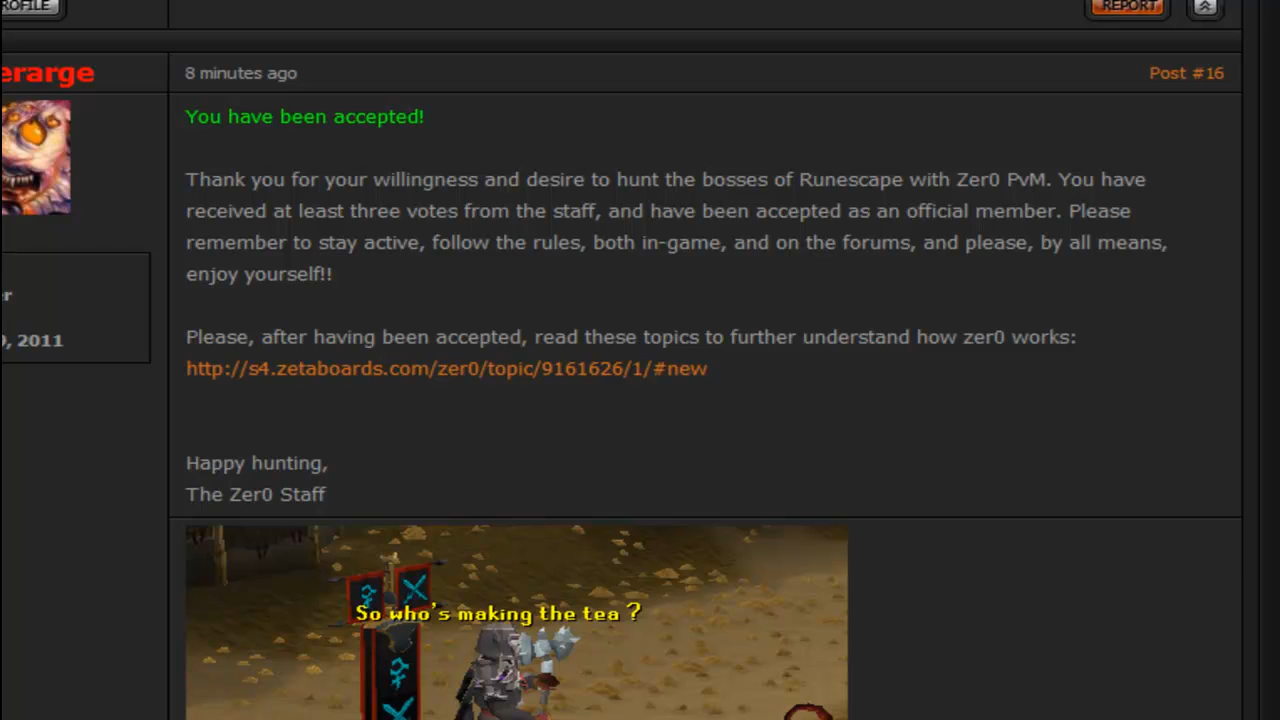 REPORT
erarge
8 minutes ago
Post #16
You have been accepted!
Thank you for your willingness and desire to hunt the bosses of Runescape with Zer0 PvM. You have
received at least three votes from the staff, and have been accepted as an official member. Please
remember to stay active, follow the rules, both in-game, and on the forums, and please, by all means,
enjoy yourself!!
er
, 2011
Please, after having been accepted, read these topics to further understand how zer0 works:
http://s4.zetaboards.com/zer0/topic/9161626/1/#new
Happy hunting,
The Zer0 Staff
So who's making the tea ?